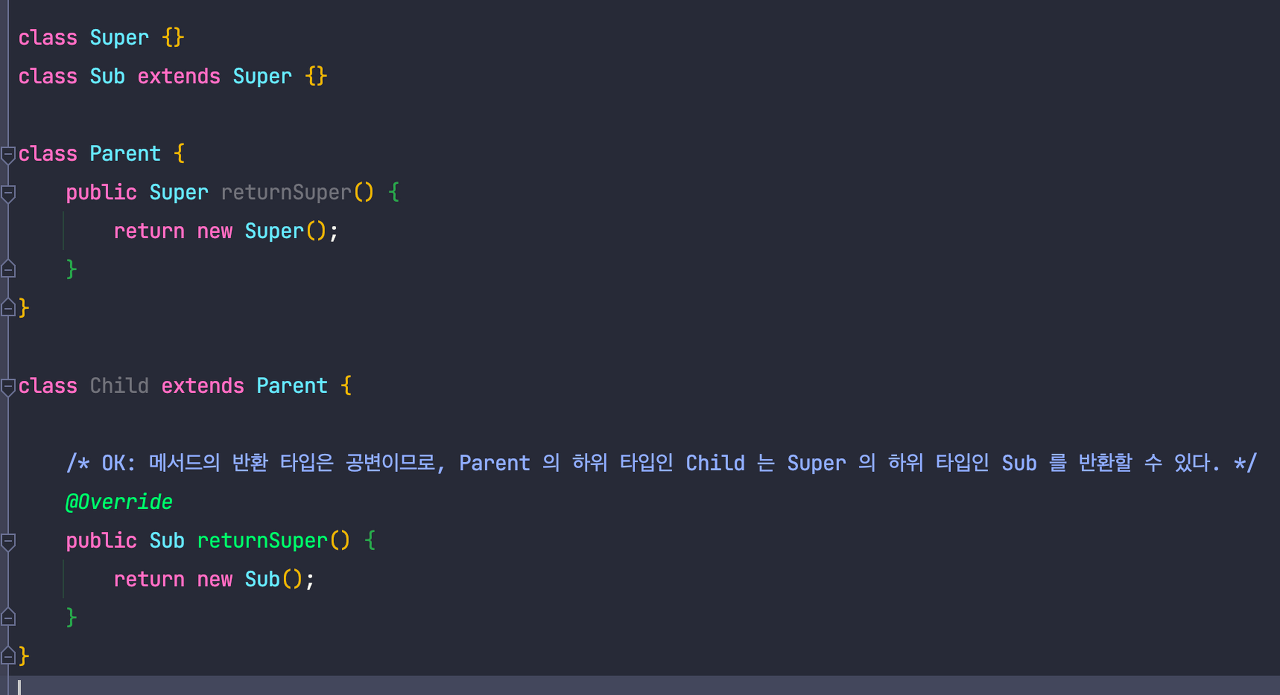 class Super {}
class Sub extends Super {}
class Parent {
    public Super returnSuper() {
        return new Super();
    }
}
class Child extends Parent {
    /* OK: 메서드의 반환 타입은 공변이므로, Parent 의 하위 타입인 Child 는 Super 의 하위 타입인 Sub 를 반환할 수 있다. */
    @Override
    public Sub returnSuper() {
        return new Sub();
    }
}